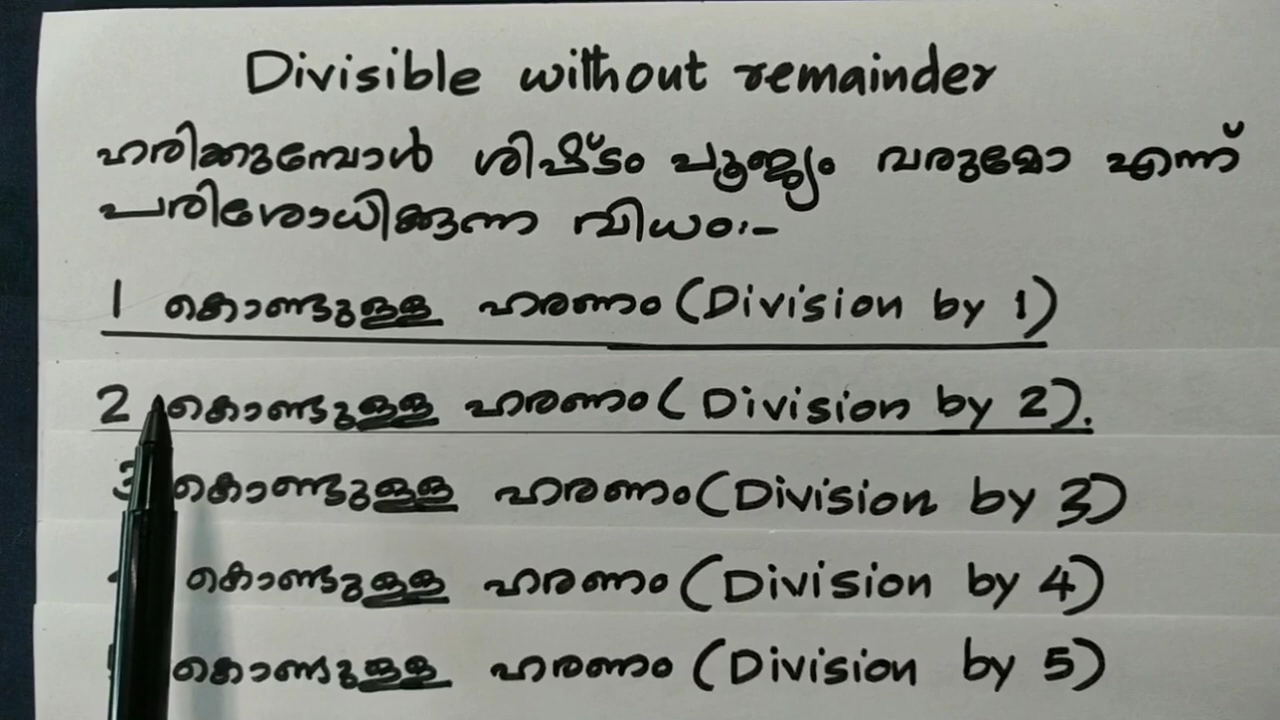 Divisible without remainder
ഹരിക്കുമ്പോൾ ശിഷ്ടം പൂജ്യം വരുമോ എന്ന്
പരിശോധിക്കുന്ന വിധം:-
1 കൊണ്ടുള്ള ഹരണം (Division by 1)
2 കൊണ്ടുള്ള ഹരണം (Division by 2).
3 കൊണ്ടുള്ള ഹരണം (Division by 3)
കൊണ്ടുള്ള ഹരണം (Division by 4)
കൊണ്ടുള്ള ഹരണം (Division by 5)